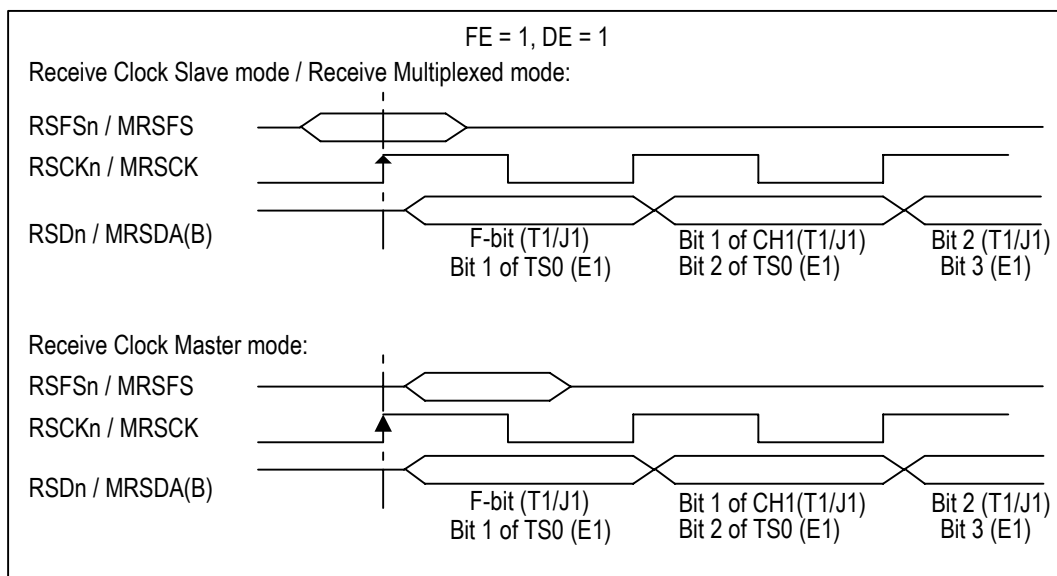 FE = 1, DE = 1
Receive Clock Slave mode / Receive Multiplexed mode:
RSFSn / MRSFS
RSCKn / MRSCK
RSDn / MRSDA(B)
F-bit (T1/J1)
Bit 1 of TS0 (E1)
Bit 1 of CH1(T1/J1)
Bit 2 of TS0 (E1)
Bit 2 (T1/J1)
Bit 3 (E1)
Receive Clock Master mode:
RSFSn / MRSFS
RSCKn / MRSCK
RSDn / MRSDA(B)
F-bit (T1/J1)
Bit 1 of TS0 (E1)
Bit 1 of CH1(T1/J1)
Bit 2 of TS0 (E1)
Bit 2 (T1/J1)
Bit 3 (E1)